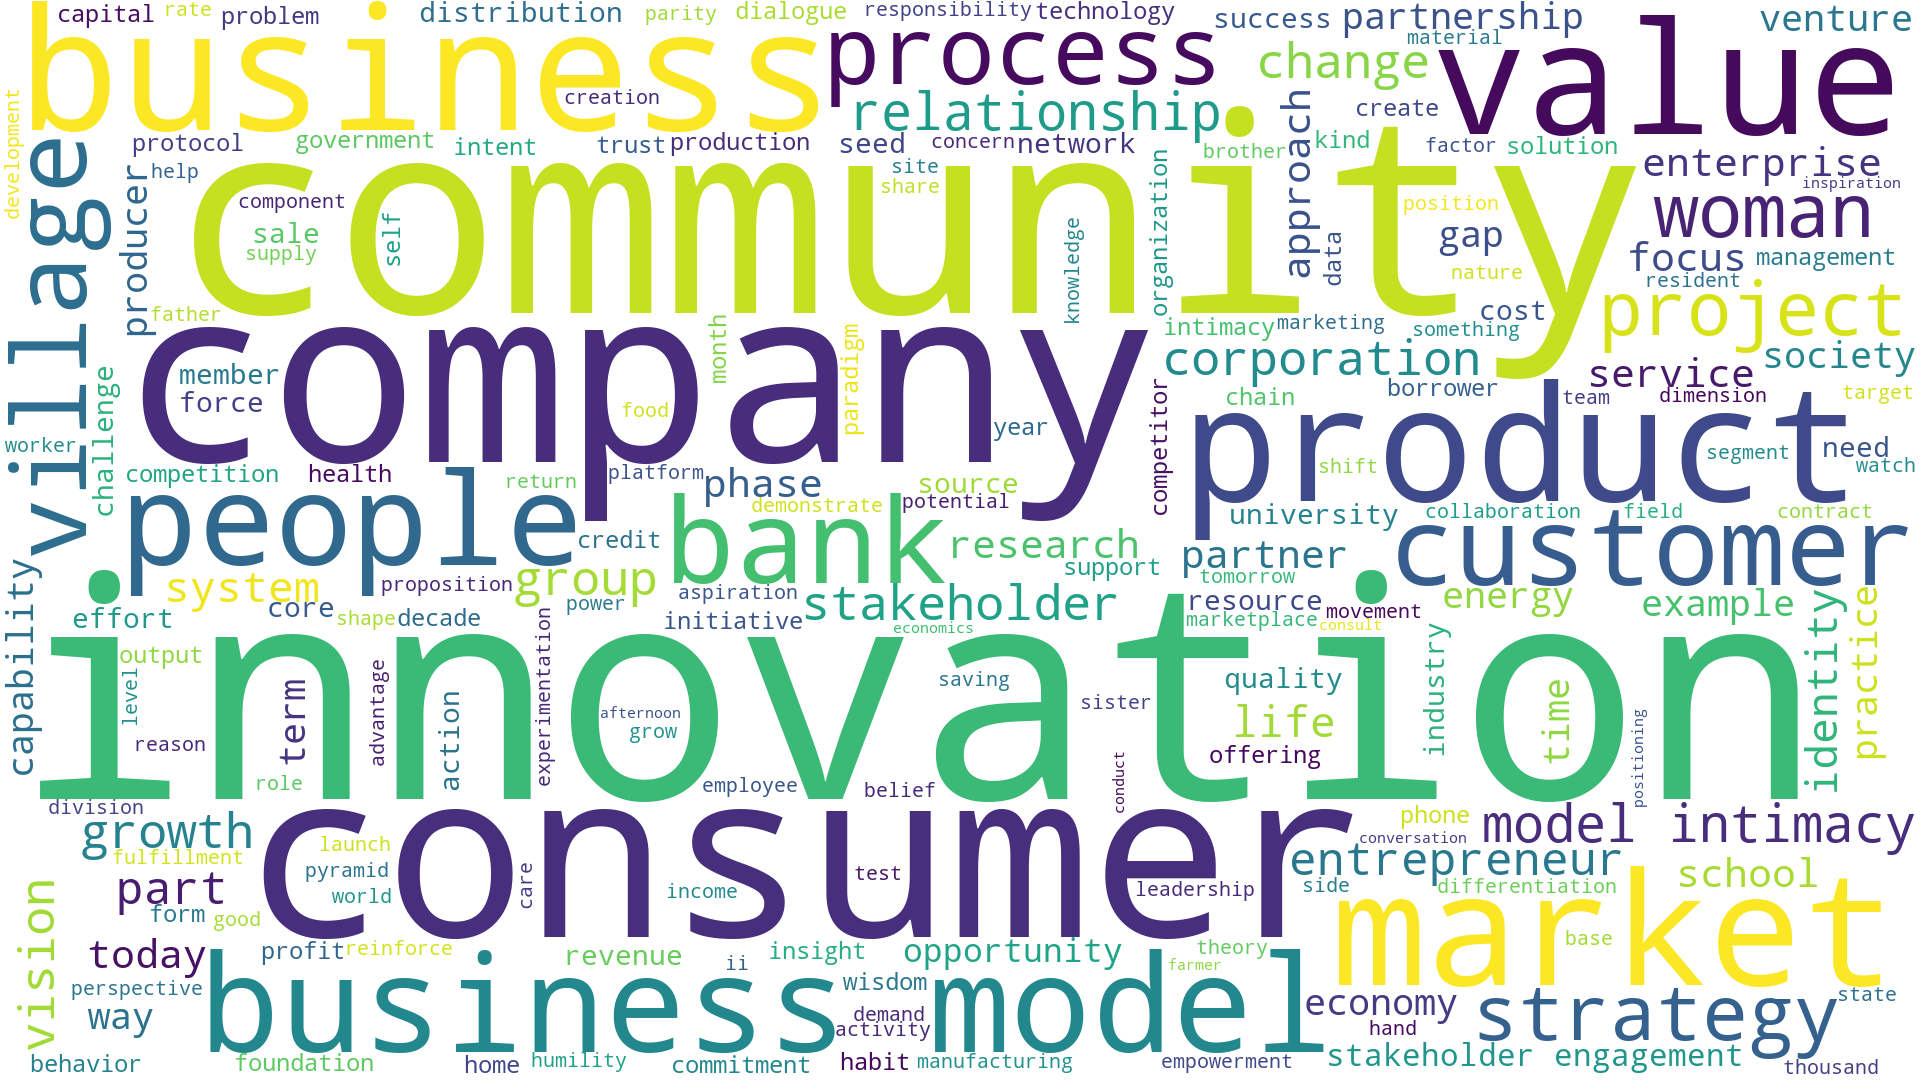 capital
rate
problem
distribution
parity
dialogue
responsibility
technology
success
partnership
venture
material
business
process
value
change
creation
relationship
approach
create
development
protocol
government
intent
trust
production
seed
concern
network
brother
kind
factor
solution
enterprise
help
site
share
inspiration
village
producer
community
component
self
sale
supply
knowledge
organization
data
position
gap
woman
focus
management
nature
resident
father
cost
project
company
month
paradigm
intimacy
marketing
something
corporation
society
service
member
force
challenge
food
year
competitor
chain
borrower
team
dimension
target
product
worker
competition
health
return
platform
phase
source
demonstrate
potential
shift
segment
need
watch
people
bank
credit
research
university
collaboration
field
contract
customer
capability
system
proposition
group
aspiration
support
partner
tomorrow
energy
example
effort
core
shape
decade
power
initiative
stakeholder
economics
resource
marketplace
movement
consult
identity
practice
innovation
output
level
term
advantage
action
experimentation
saving
sister
quality
industry
life
time
reason
afternoon
grow
offering
positioning
role
employee
belief
conduct
division
growth
consumer
phone
conversation
model intimacy
fulfillment
launch
pyramid
world
care
test
income
leadership
side
entrepreneur
differentiation
school
part
form
good
vision
today
profit
reinforce
revenue
insight
opportunity
theory
base
market
ii
farmer
perspective
way
business model
wisdom
demand
activity
economy
hand
strategy
state
behavior
foundation
home
humility
commitment
habit
manufacturing
empowerment
stakeholder engagement
thousand